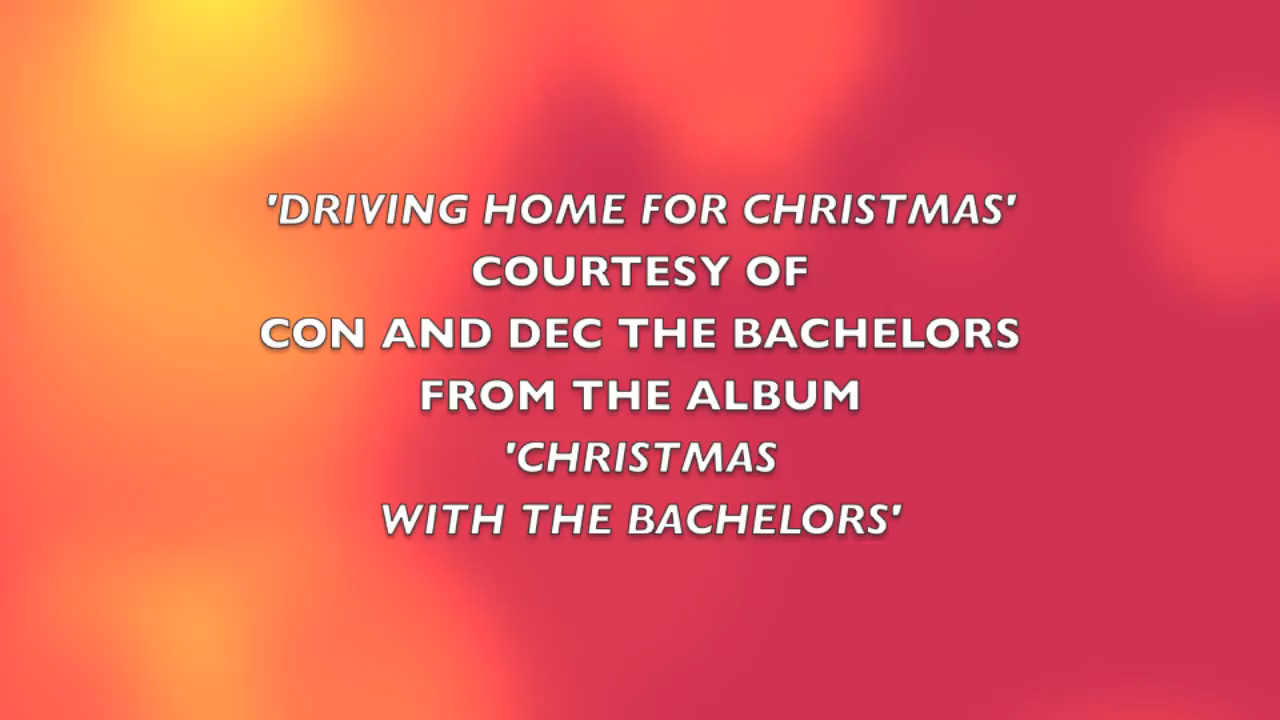 'DRIVING HOME FOR CHRISTMAS'
COURTESY OF
CON AND DEC THE BACHELORS
FROM THE ALBUM
'CHRISTMAS
WITH THE BACHELORS'